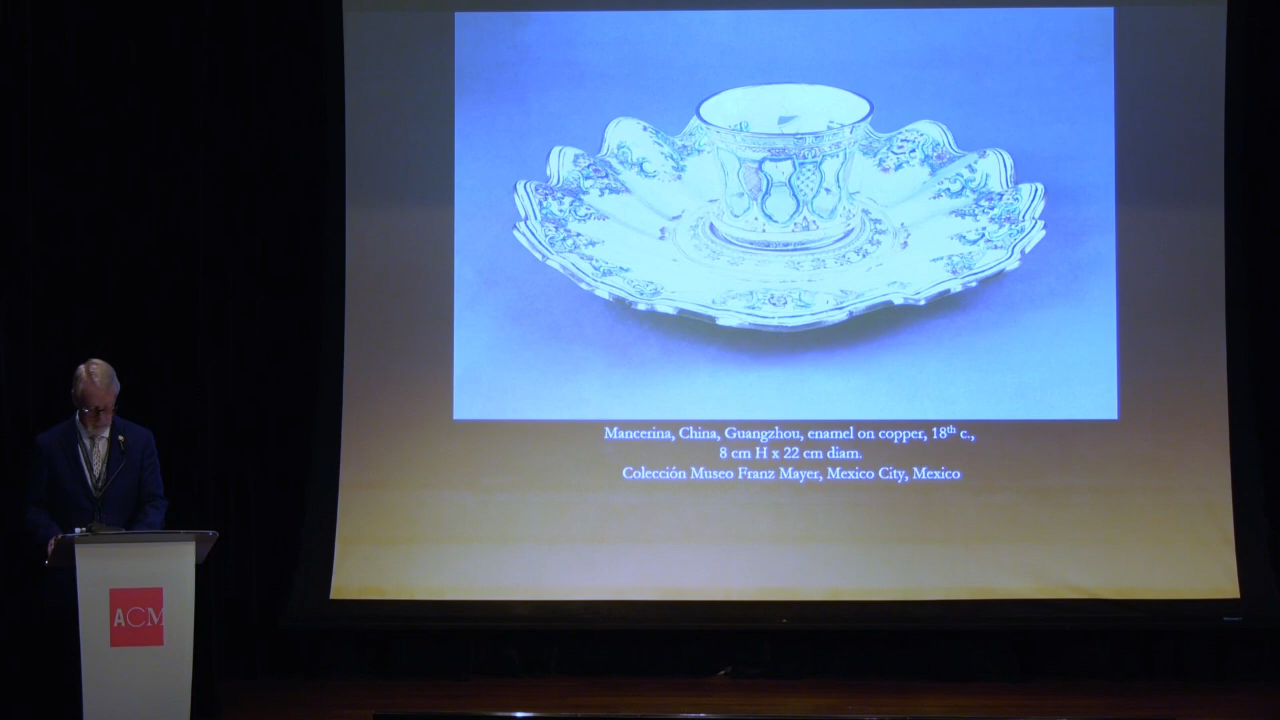 Mancerina, China, Guangzhou, enamel on copper, 18th c.,
8 cm H x 22 cm diam.
Colección Museo Franz Mayer, Mexico City, Mexico
ACM